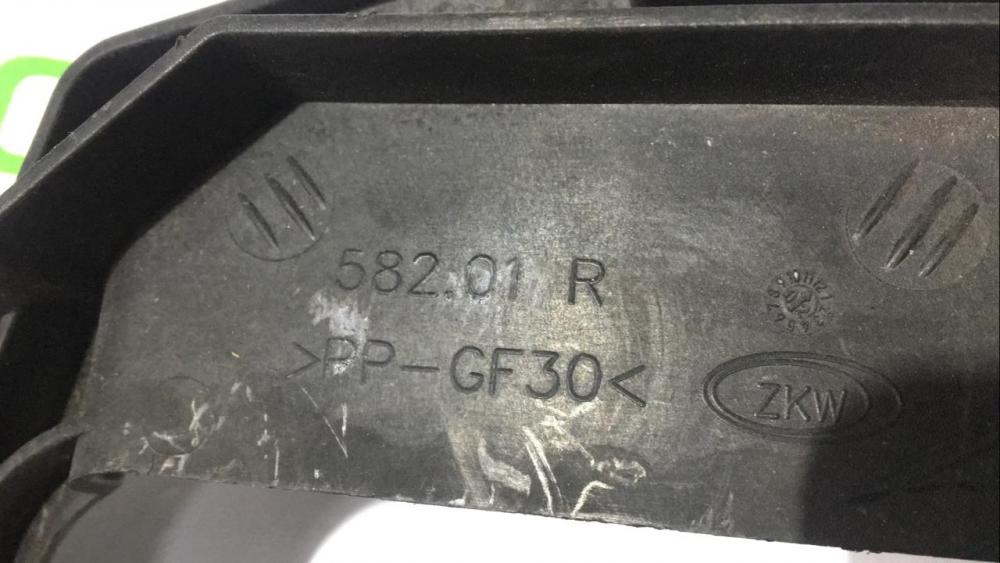 582.01 R
>PP-GF30<
ZKW